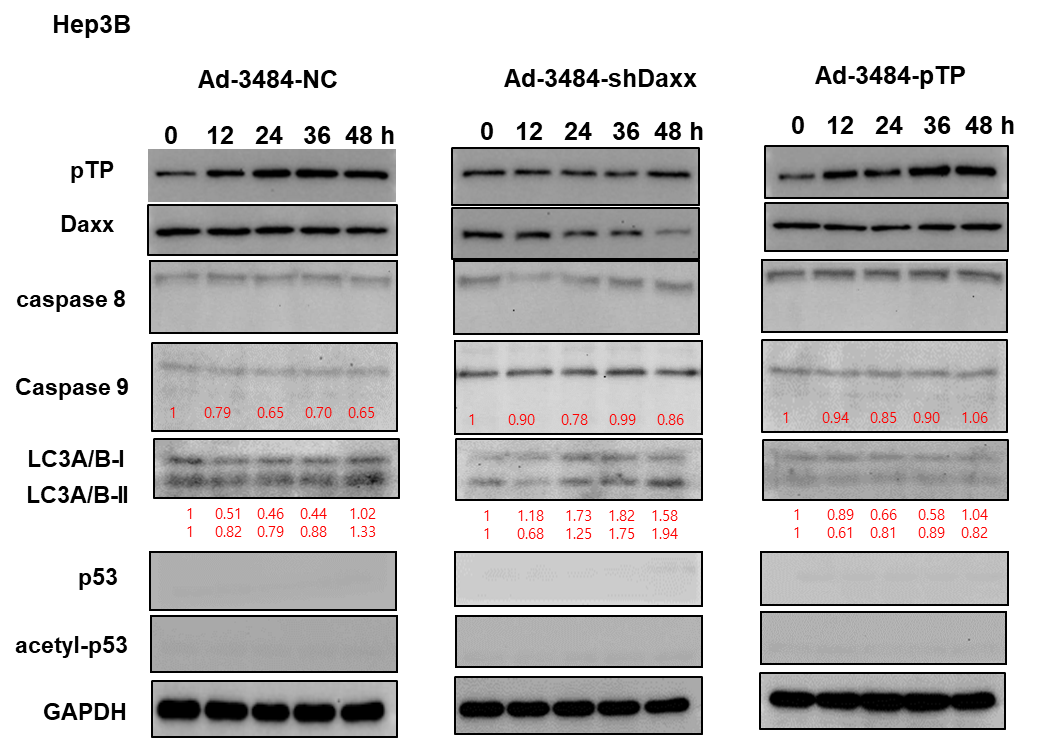 Hep3B
Ad-3484-NC Ad-3484-shDaxx Ad-3484-pTP
0 12 24 36 48 h 0 12 24 36 48 h 0 12 24 36 48 h
pTP
Daxx
caspase 8
Caspase 9
1 0.79 0.65 0.70 0.65 1 0.90 0.78 0.99 0.86 1 0.94 0.85 0.90 1.06
LC3A/B-I
LC3A/B-II
1 0.51 0.46 0.44 1.02 1 1.18 1.73 1.82 1.58 1 0.89 0.66 0.58 1.04
1 0.82 0.79 0.88 1.33 1 0.68 1.25 1.75 1.94 1 0.61 0.81 0.89 0.82
p53
acetyl-p53
GAPDH